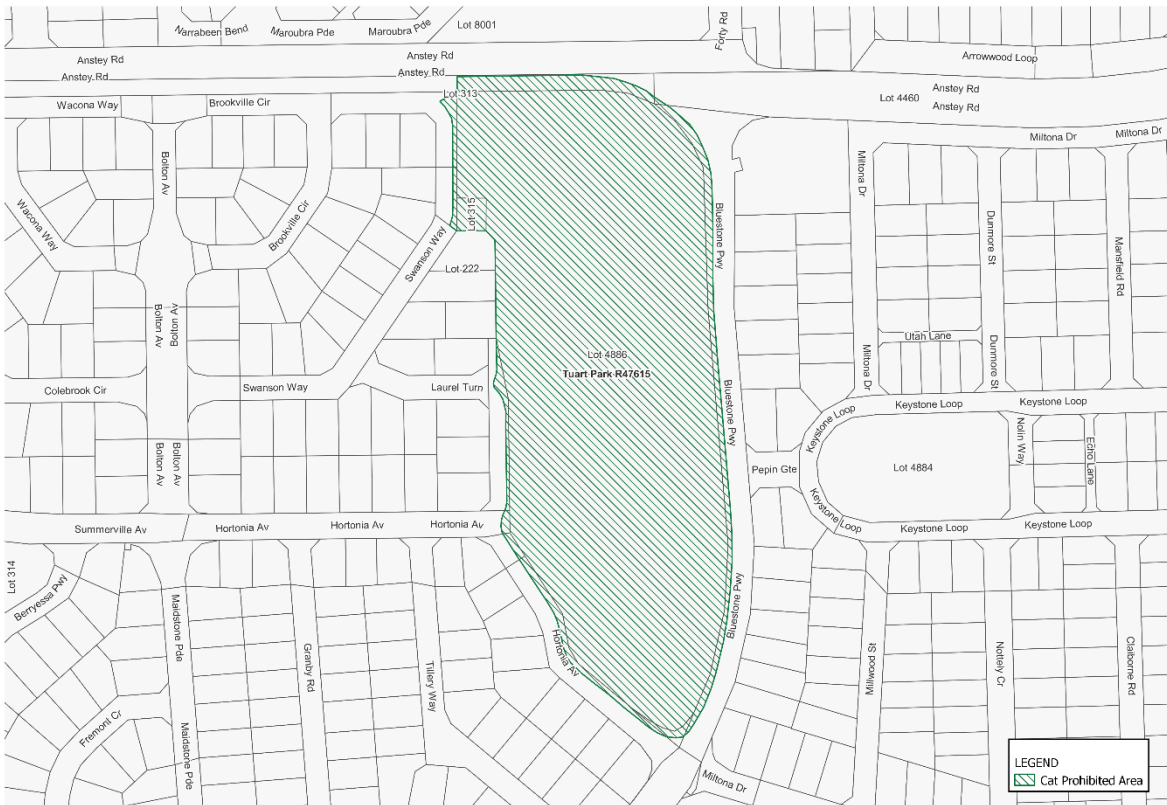 Narrabeen Bend
Maroubra Pde
Maroubra Pde
Lot 8001
Forty Rd
Anstey Rd
Anstey Rd
Arrowwood Loop
Anstey Rd
Anstey Rd
Lot 313
Lot 4460
Anstey Rd
Anstey Rd
Wacona Way
Brookville Cir
Miltona Dr
Miltona Dr
Bolton Av
Miltona Dr
Wacona Way
Brookville Cir
Lot 315
Swanson Way
Bluestone Pwy
Dunmore St
Mansfield Rd
Lot 222
Bolton Av
Bolton Av
Utah Lane
Lot 4886
Tuart Park R47615
Miltona Dr
Dunmore St
Colebrook Cir
Swanson Way
Laurel Turn
Bluestone Pwy
Keystone Loop
Keystone Loop
Keystone Loop
Nolin Way
Echo Lane
Bolton Av
Bolton Av
Pepin Gte
Lot 4884
Keystone Loop
Keystone Loop
Keystone Loop
Summerville Av
Hortonia Av
Hortonia Av
Hortonia Av
Lot 314
Berryessa Pwy
Maidstone Pde
Granby Rd
Tillery Way
Hortonia Av
Bluestone Pwy
Millwood St
Nottely Cr
Claiborne Rd
Fremont Cr
Maidstone Pde
Miltona Dr
LEGEND
Cat Prohibited Area